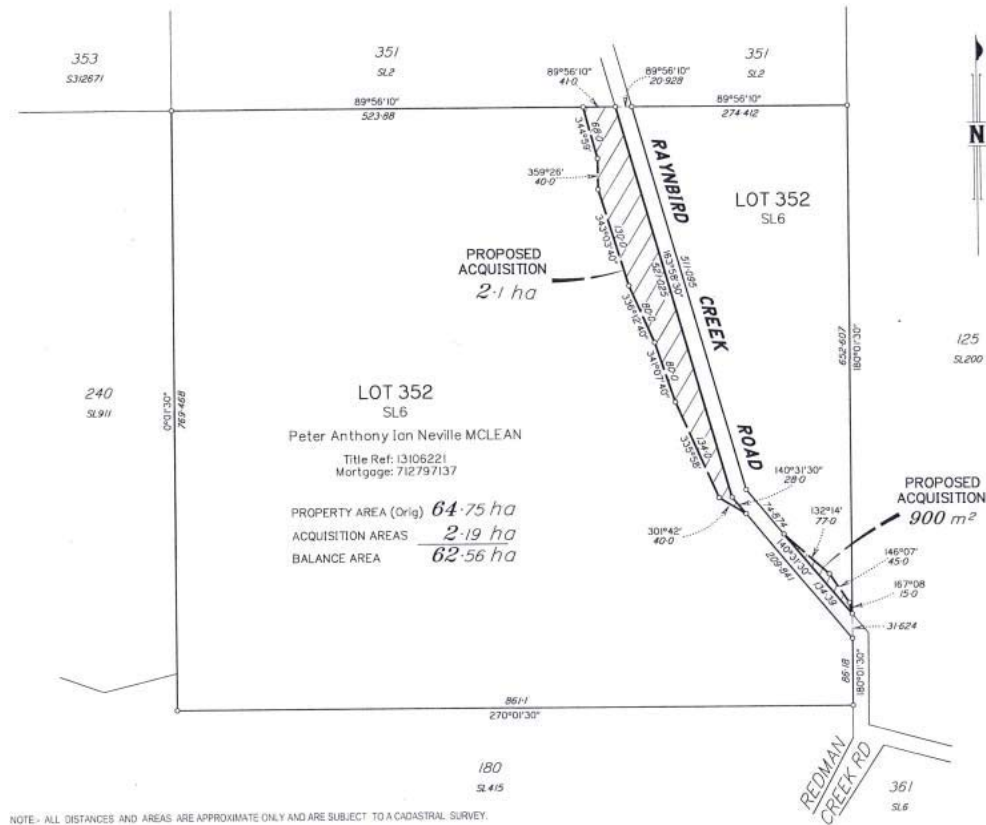 353
S312671
351
SL2
351
SL2
89°56'10"
41·0
89°56'10"
20·928
89°56'10"
523·88
89°56'10"
274·412
N
68·0
344°59'
359°26'
40·0
RAYNBIRD
CREEK
ROAD
LOT 352
SL6
130·0
343°03'40"
163°58'30"
521·025
511·095
PROPOSED
ACQUISITION
2·1 ha
80·0
336°12'40"
80·0
341°07'40"
180°01'30"
125
SL200
240
SL911
0°01'30"
769·468
LOT 352
SL6
Peter Anthony Ian Neville MCLEAN
Title Ref: 13106221
Mortgage: 712797137
PROPERTY AREA (Orig) 64·75 ha
ACQUISITION AREAS 2·19 ha
BALANCE AREA 62·56 ha
134·0
335°58'
140°31'30"
28·0
301°42'
40·0
74·674
132°14'
77·0
PROPOSED
ACQUISITION
900 m²
140°31'30"
134·39
209·841
146°07'
45·0
167°08
15·0
31·624
180°01'30"
861·1
270°01'30"
180
SL415
REDMAN
CREEK RD
361
SL6
NOTE:- ALL DISTANCES AND AREAS ARE APPROXIMATE ONLY AND ARE SUBJECT TO A CADASTRAL SURVEY.